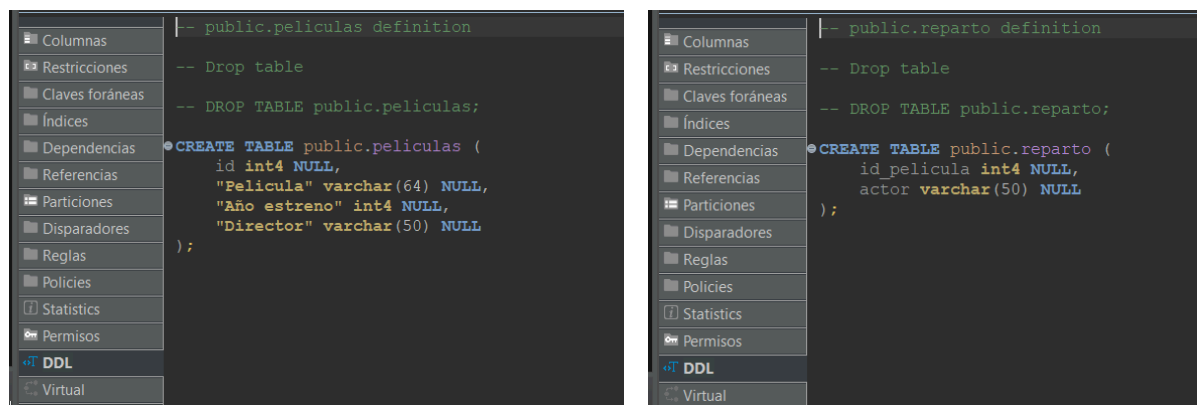 Columnas
Restricciones
Claves foráneas
Índices
Dependencias
Referencias
Particiones
Disparadores
Reglas
Policies
Statistics
Permisos
DDL
Virtual
-- public.peliculas definition
-- Drop table
-- DROP TABLE public.peliculas;
CREATE TABLE public.peliculas (
id int4 NULL,
"Pelicula" varchar(64) NULL,
"Año estreno" int4 NULL,
"Director" varchar(50) NULL
);
Columnas
Restricciones
Claves foráneas
Índices
Dependencias
Referencias
Particiones
Disparadores
Reglas
Policies
Statistics
Permisos
DDL
Virtual
-- public.reparto definition
-- Drop table
-- DROP TABLE public.reparto;
CREATE TABLE public.reparto (
id_pelicula int4 NULL,
actor varchar(50) NULL
);